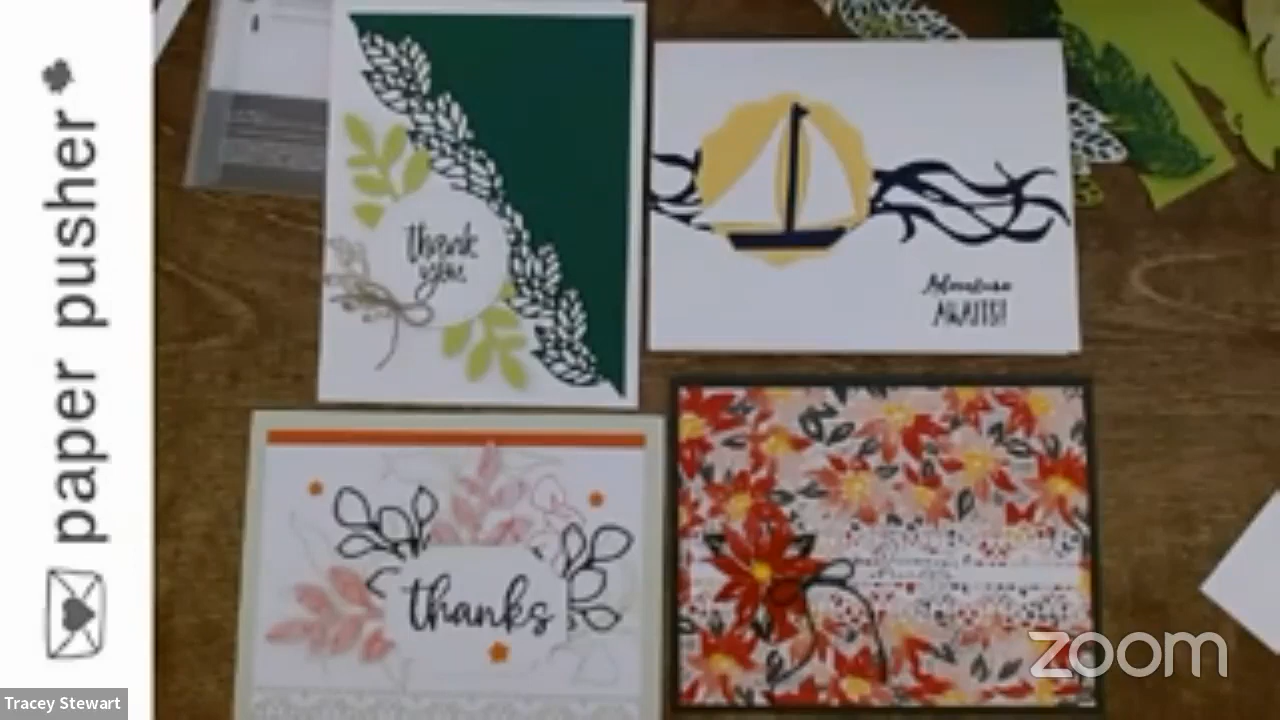 paper pusher
thank
you
Adventure
AWAITS!
thanks
zoom
Tracey Stewart